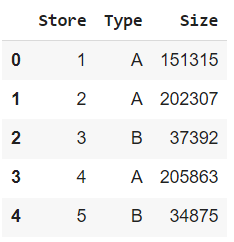 Store Type Size
0 1 A 151315
1 2 A 202307
2 3 B 37392
3 4 A 205863
4 5 B 34875